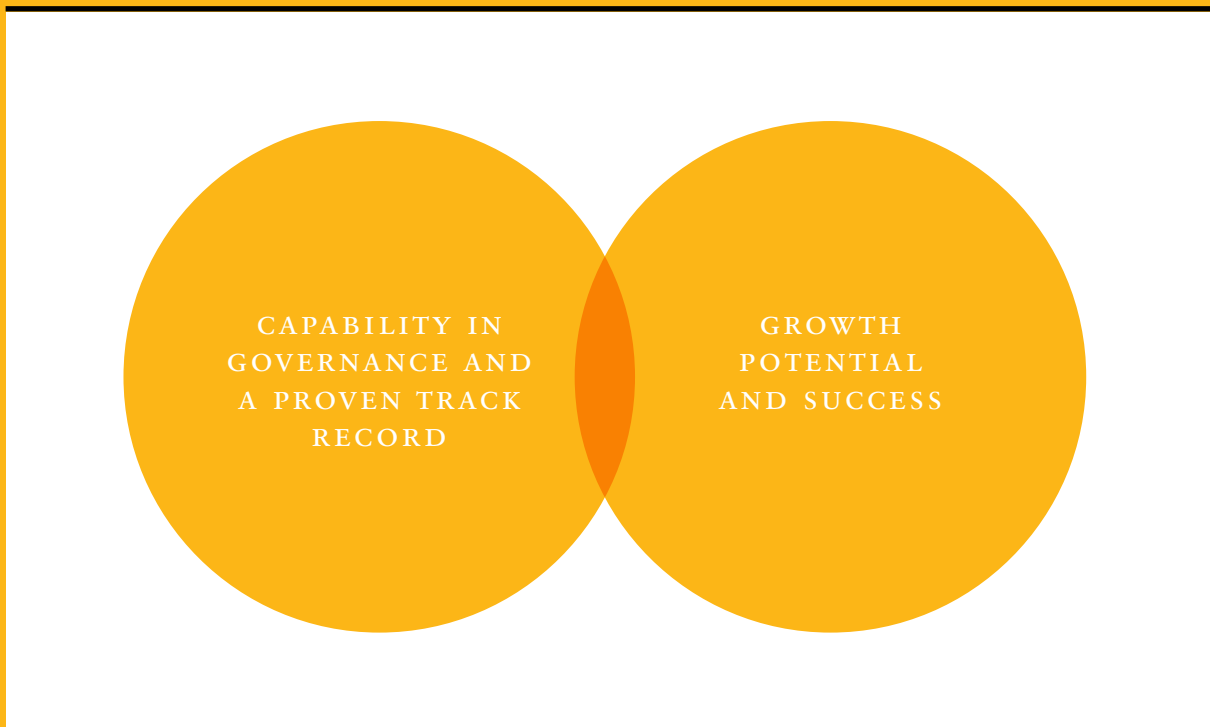 CAPABILITY IN
GOVERNANCE AND
A PROVEN TRACK
RECORD
GROWTH
POTENTIAL
AND SUCCESS